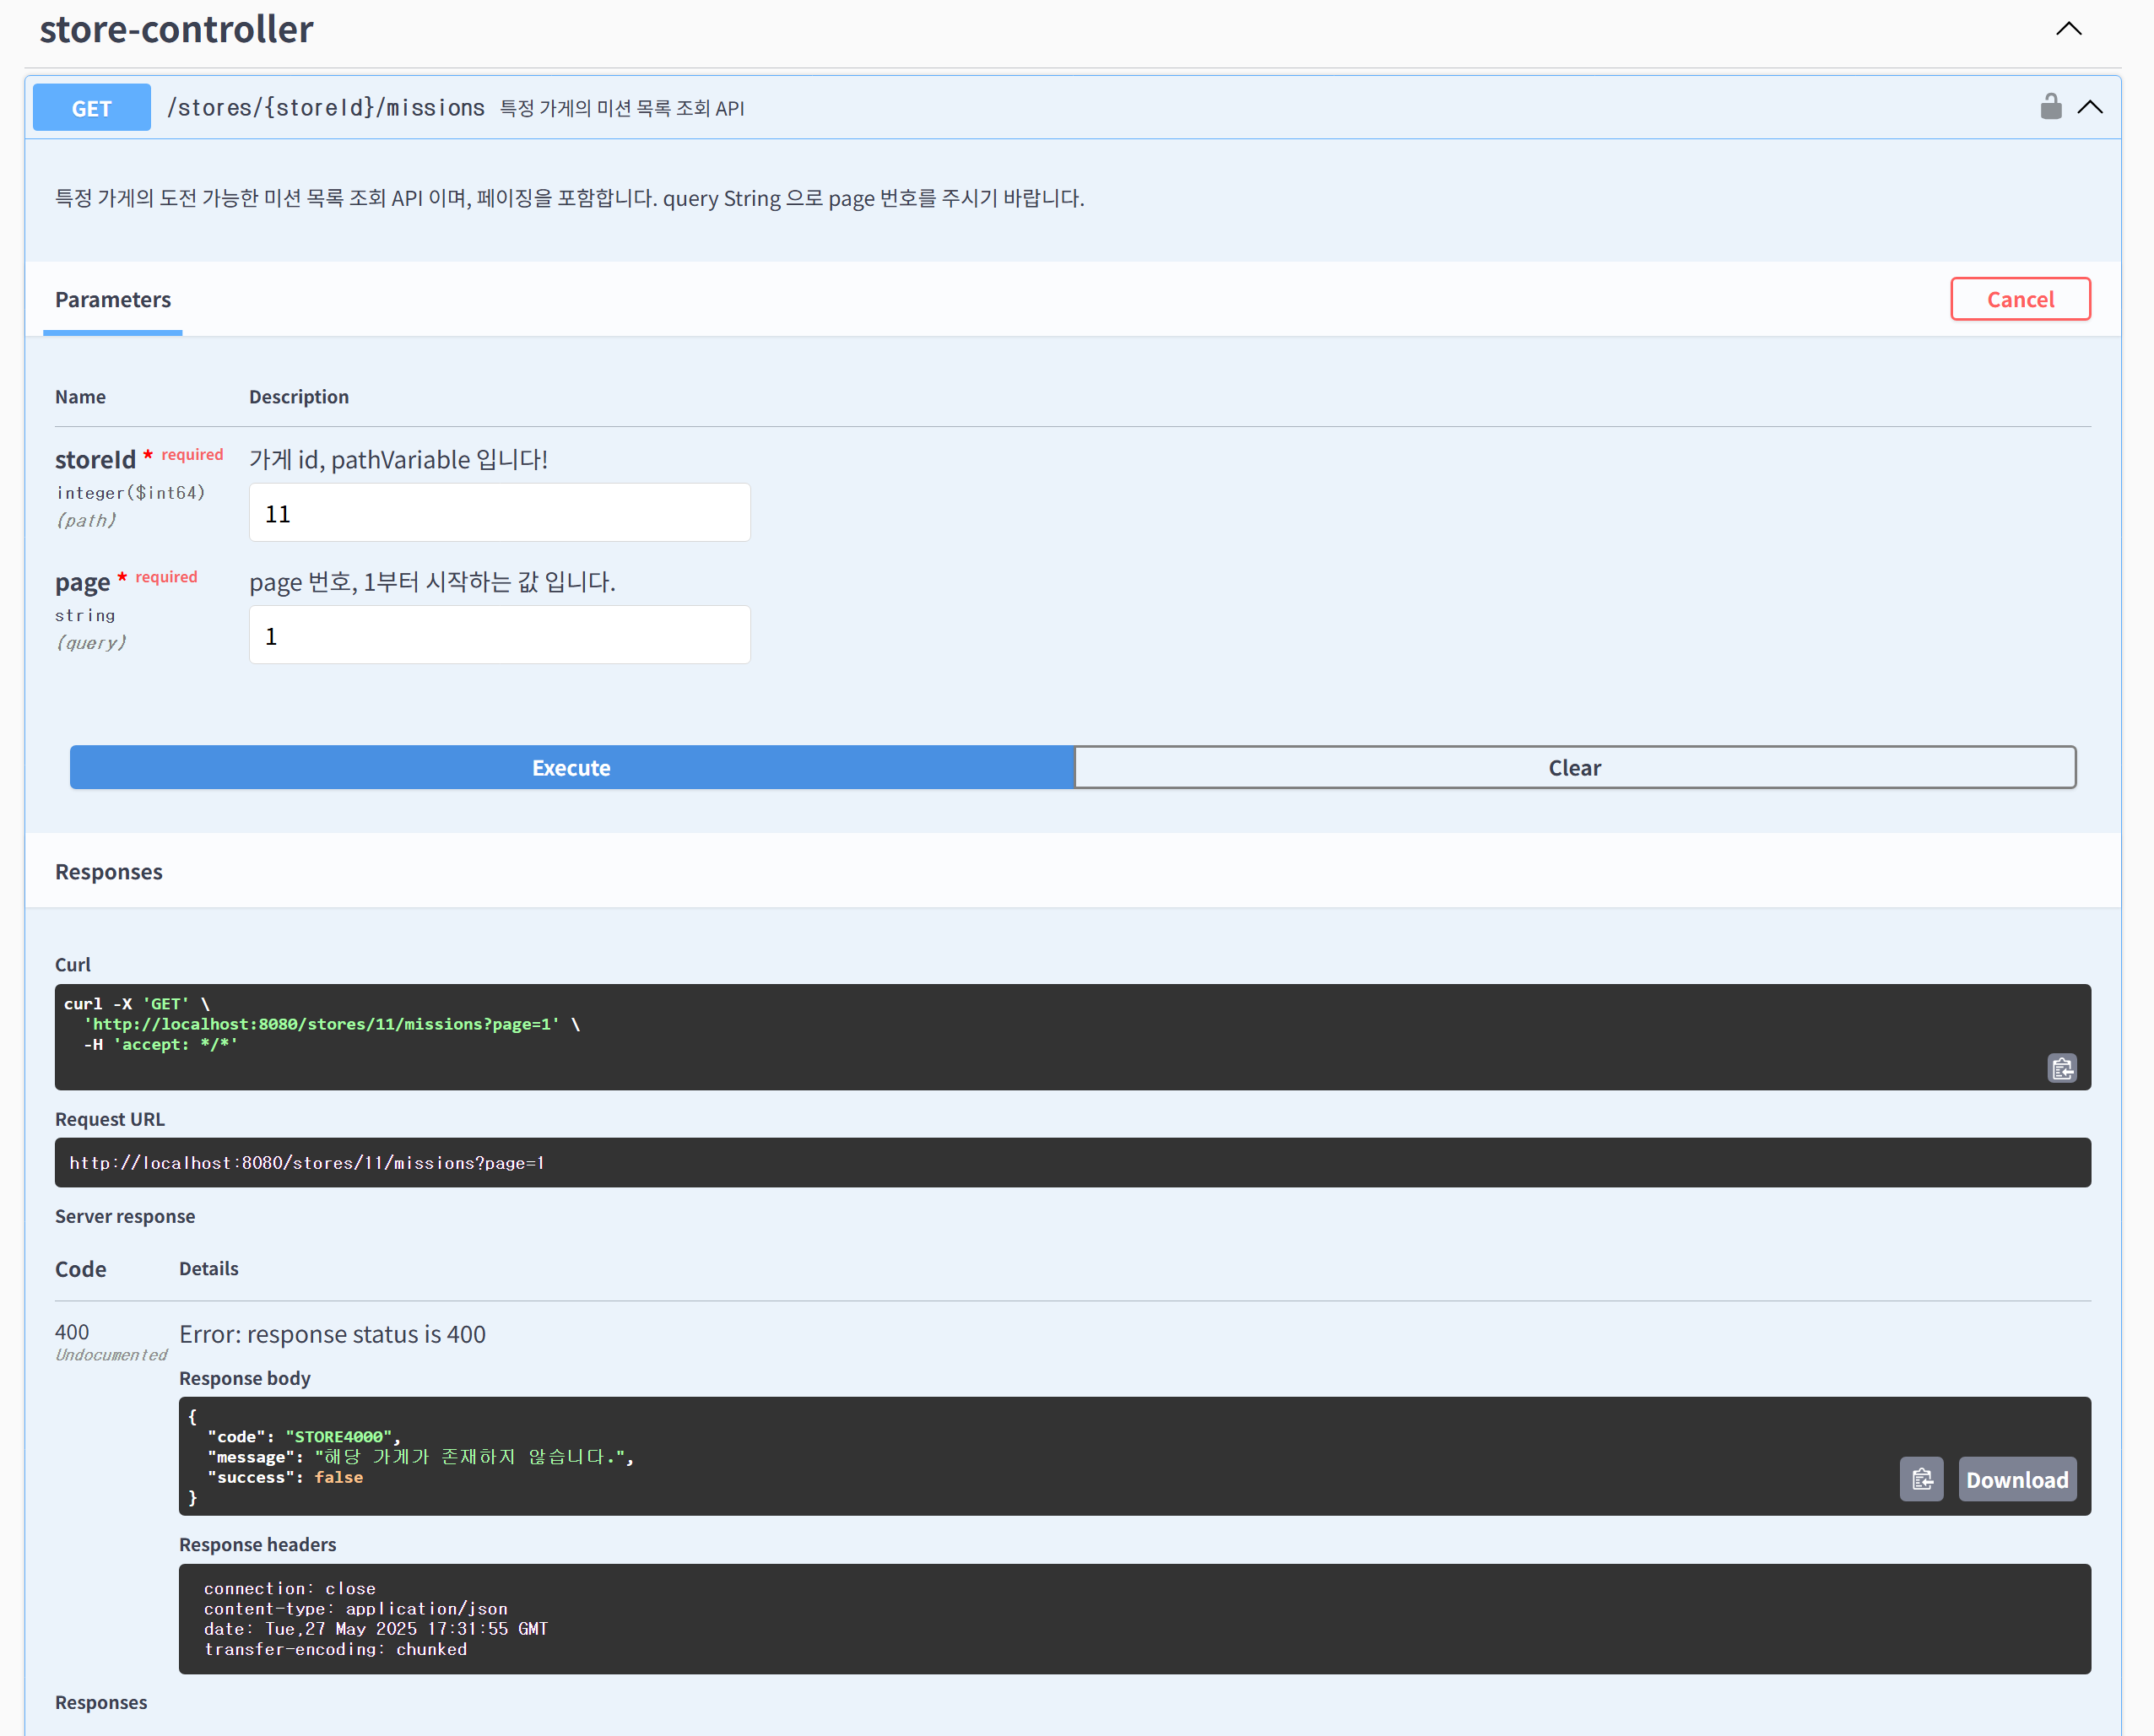 store-controller
GET /stores/{storeId}/missions 특정 가게의 미션 목록 조회 API
특정 가게의 도전 가능한 미션 목록 조회 API 이며, 페이징을 포함합니다. query String 으로 page 번호를 주시기 바랍니다.
Parameters
Cancel
Name Description
storeId * required 가게 id, pathVariable 입니다!
integer($int64)
(path)
11
page * required page 번호, 1부터 시작하는 값 입니다.
string
(query)
1
Execute Clear
Responses
Curl
curl -X 'GET' \
'http://localhost:8080/stores/11/missions?page=1' \
-H 'accept: */*'
Request URL
http://localhost:8080/stores/11/missions?page=1
Server response
Code Details
400 Error: response status is 400
Undocumented
Response body
{
"code": "STORE4000",
"message": "해당 가게가 존재하지 않습니다.",
"success": false
}
Download
Response headers
connection: close
content-type: application/json
date: Tue,27 May 2025 17:31:55 GMT
transfer-encoding: chunked
Responses